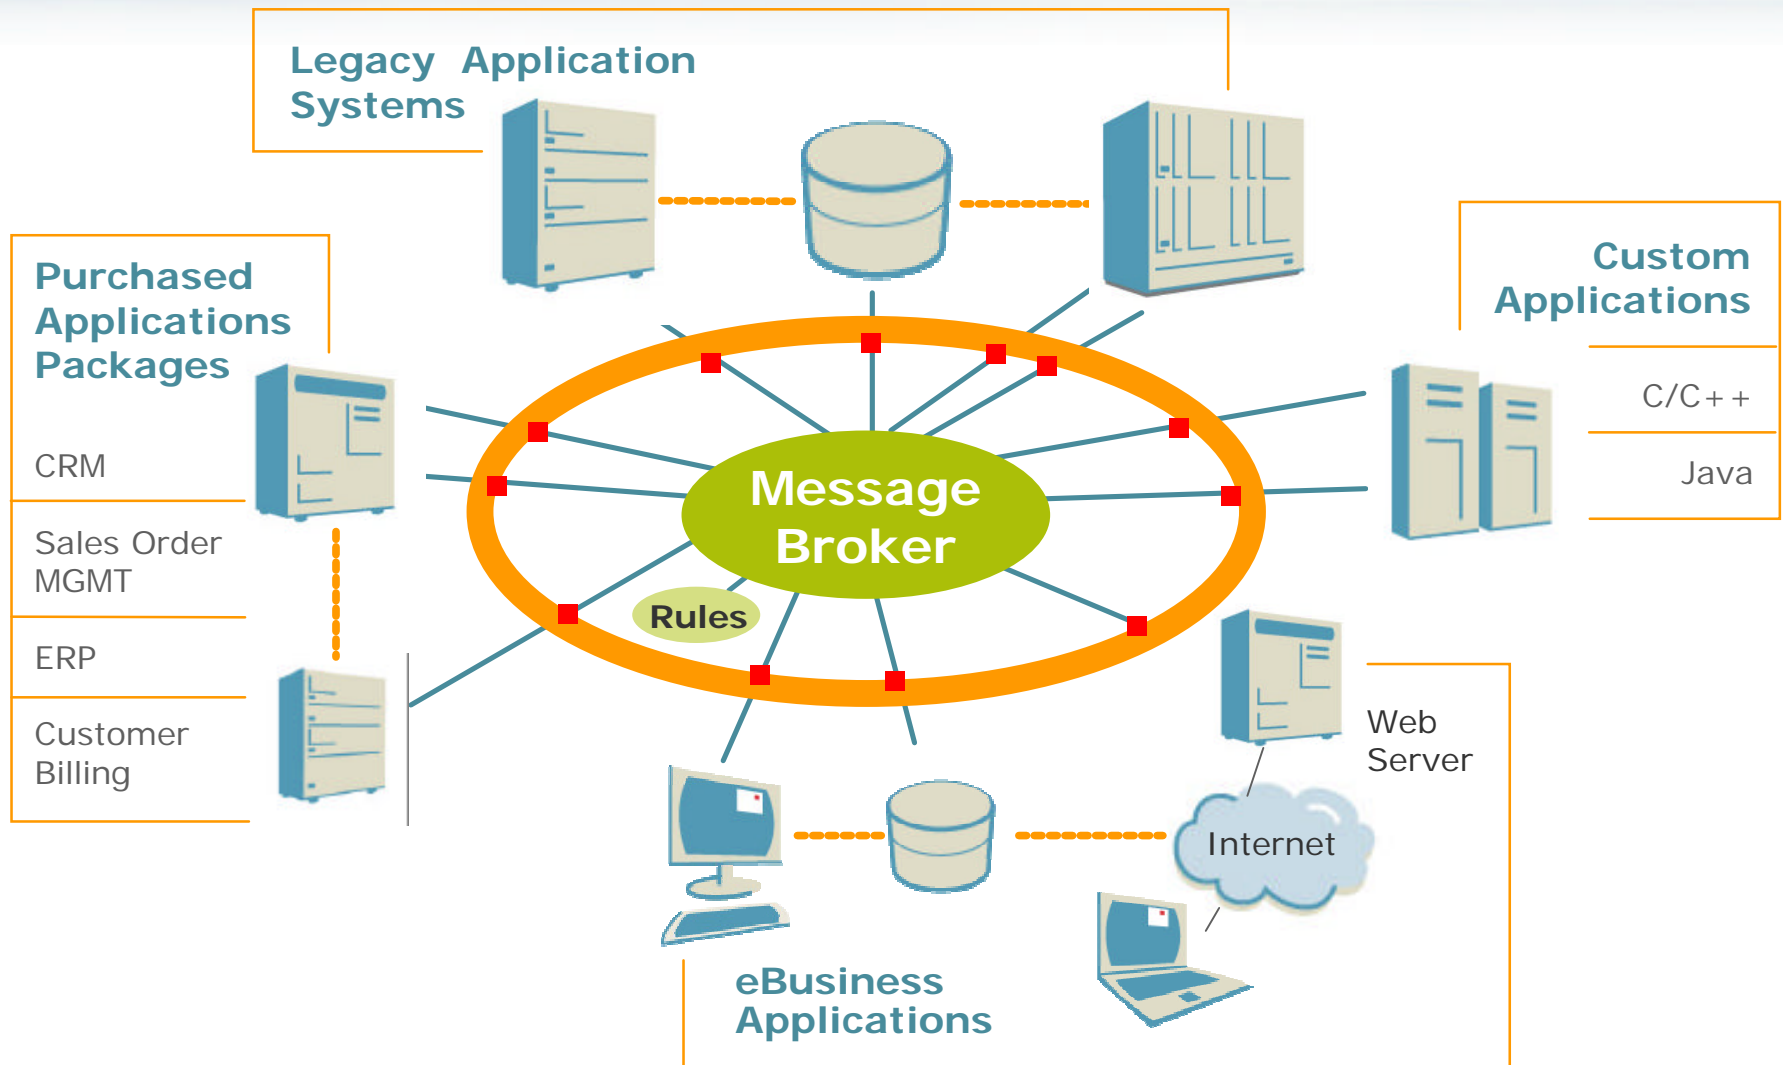 Legacy Application
Systems
Purchased
Applications
Packages
CRM
Sales Order
MGMT
ERP
Customer
Billing
Custom
Applications
C/C++
Java
Message
Broker
Rules
Web
Server
Internet
eBusiness
Applications